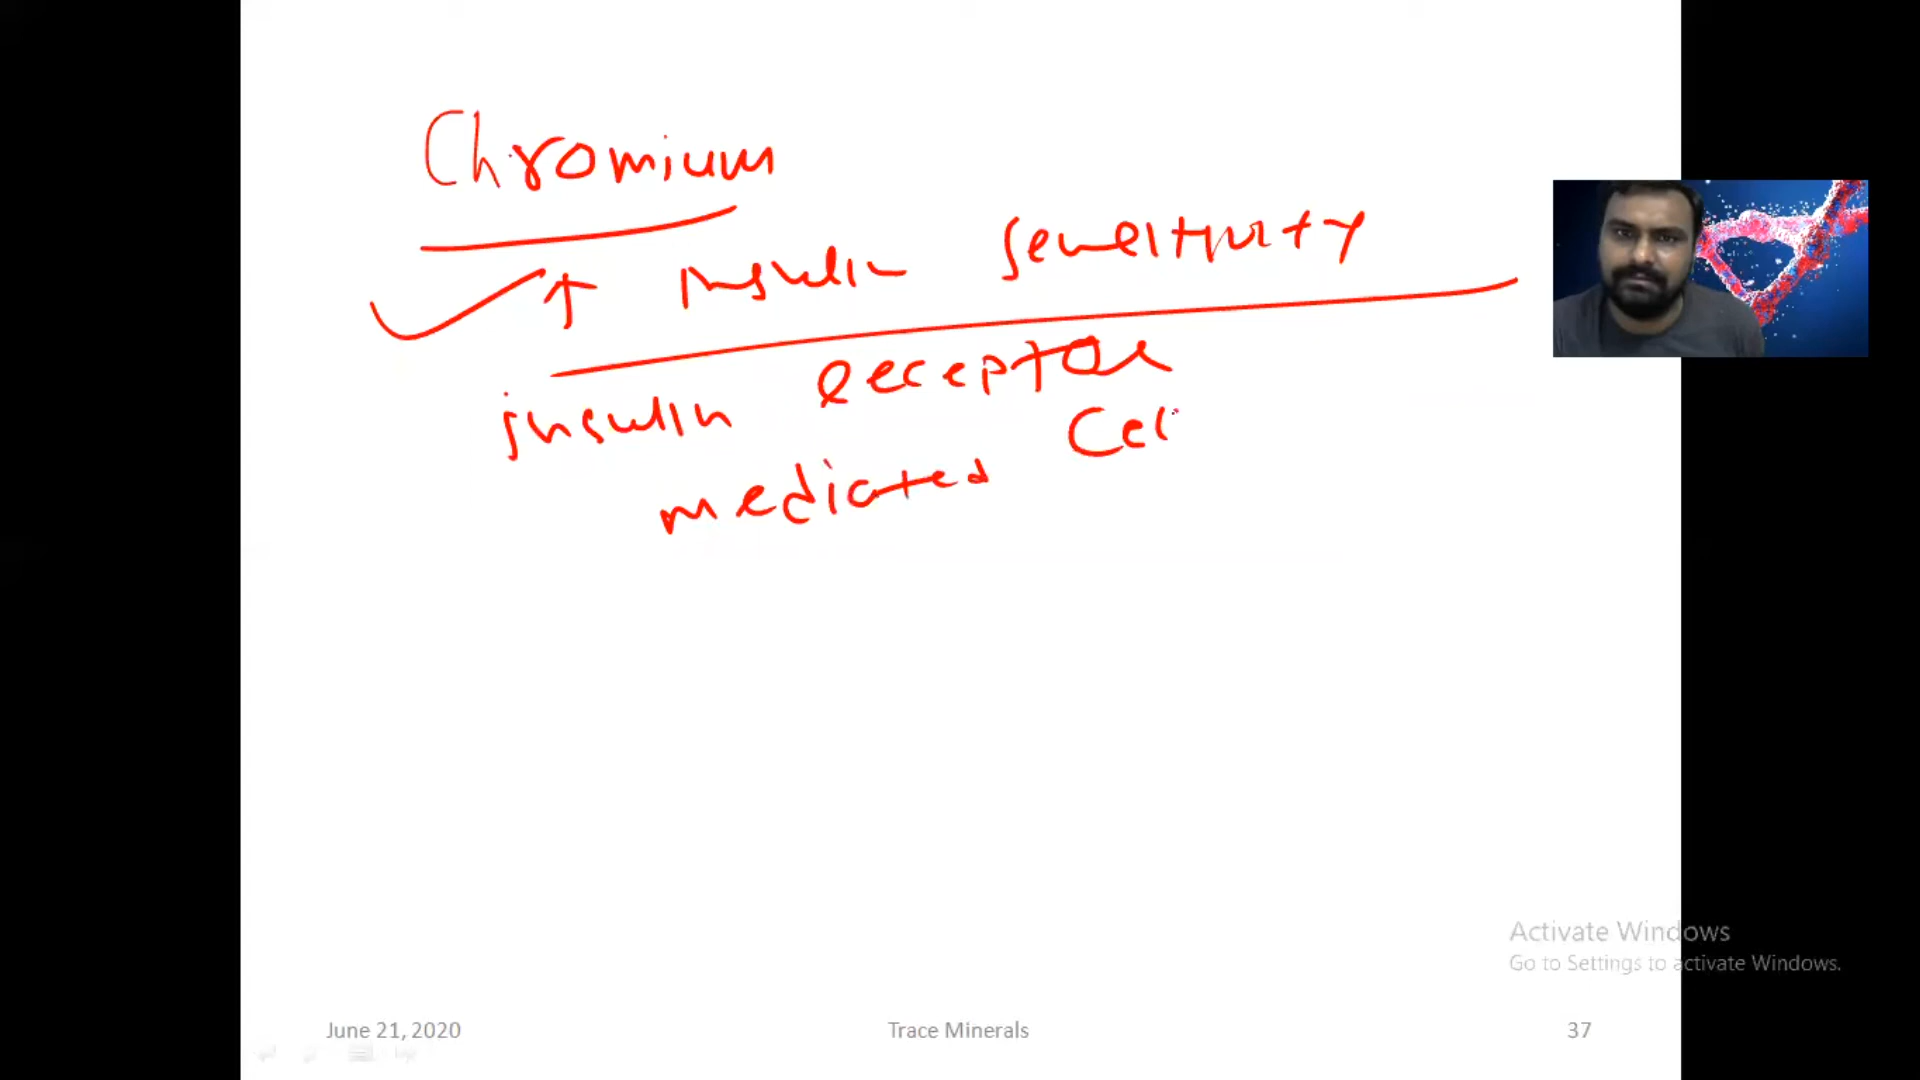 Chromium
↑ Insulin Sensitivity
insulin receptor
mediated Cel
Activate Windows
Go to Settings to activate Windows.
June 21, 2020 Trace Minerals 37